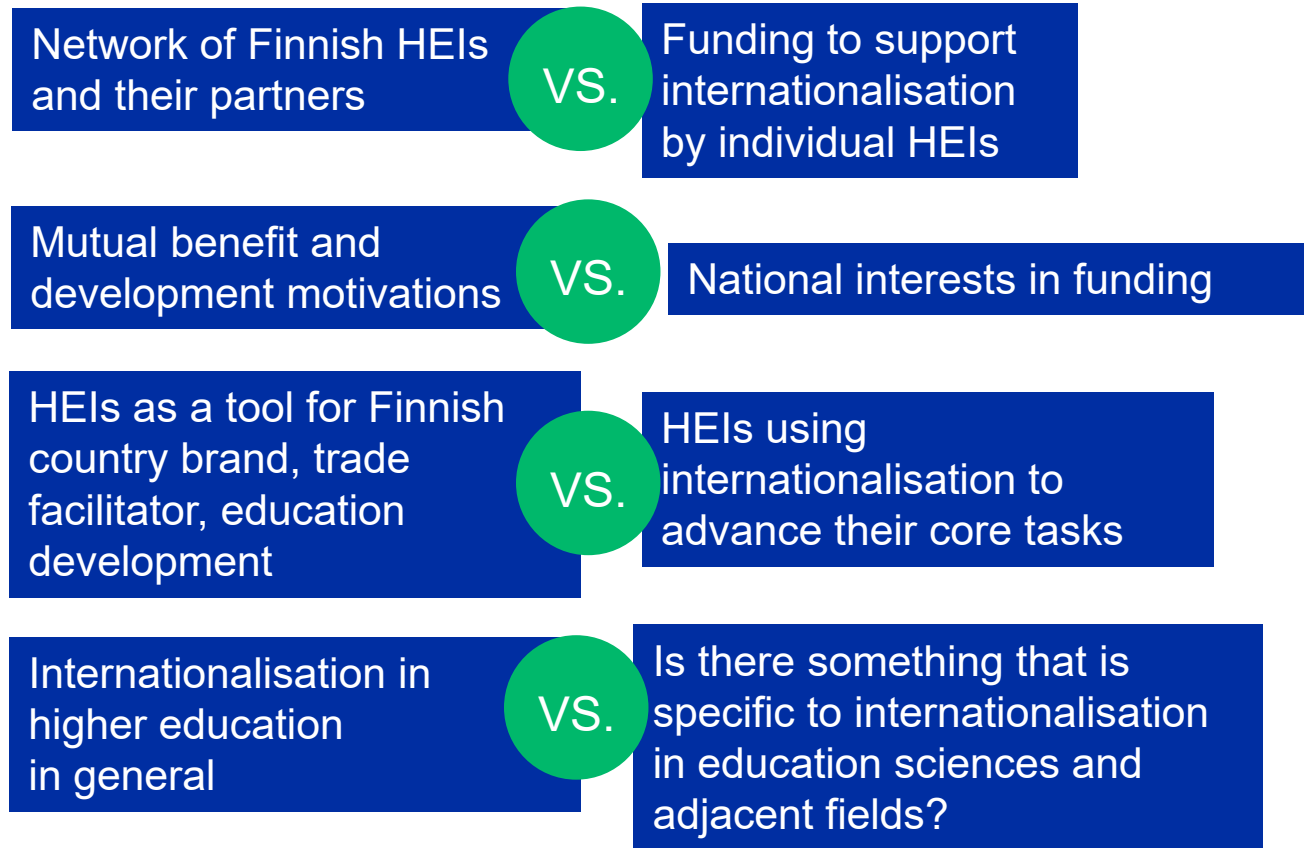 Network of Finnish HEIs
and their partners
VS.
Funding to support
internationalisation
by individual HEIs
Mutual benefit and
development motivations
VS.
National interests in funding
HEIs as a tool for Finnish
country brand, trade
facilitator, education
development
VS.
HEIs using
internationalisation to
advance their core tasks
Internationalisation in
higher education
in general
VS.
Is there something that is
specific to internationalisation
in education sciences and
adjacent fields?